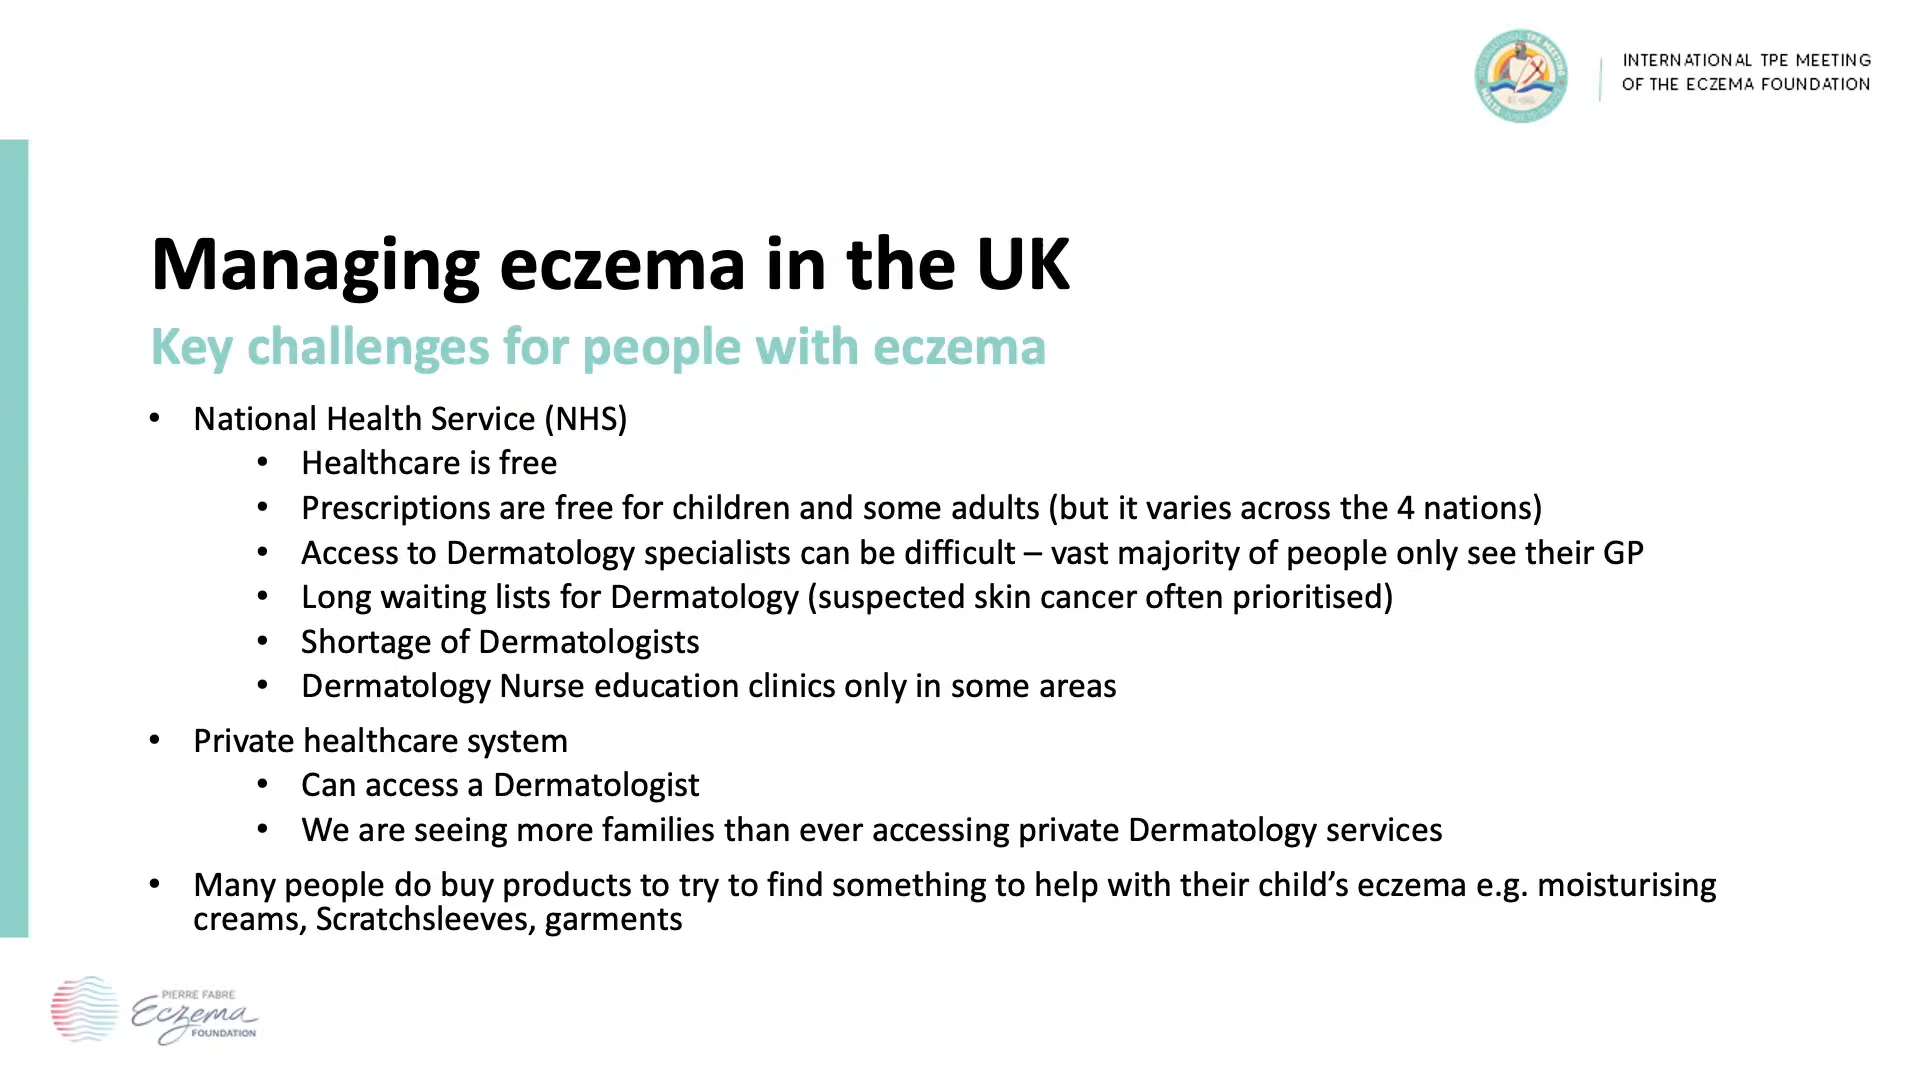 INTERNATIONAL TPE MEETING
OF THE ECZEMA FOUNDATION
INTERNATIONAL TPE MEETING
MALTA
Managing eczema in the UK
Key challenges for people with eczema
• National Health Service (NHS)
• Healthcare is free
• Prescriptions are free for children and some adults (but it varies across the 4 nations)
• Access to Dermatology specialists can be difficult – vast majority of people only see their GP
• Long waiting lists for Dermatology (suspected skin cancer often prioritised)
• Shortage of Dermatologists
• Dermatology Nurse education clinics only in some areas
• Private healthcare system
• Can access a Dermatologist
• We are seeing more families than ever accessing private Dermatology services
• Many people do buy products to try to find something to help with their child’s eczema e.g. moisturising
creams, Scratchsleeves, garments
PIERRE FABRE
Eczema
FOUNDATION